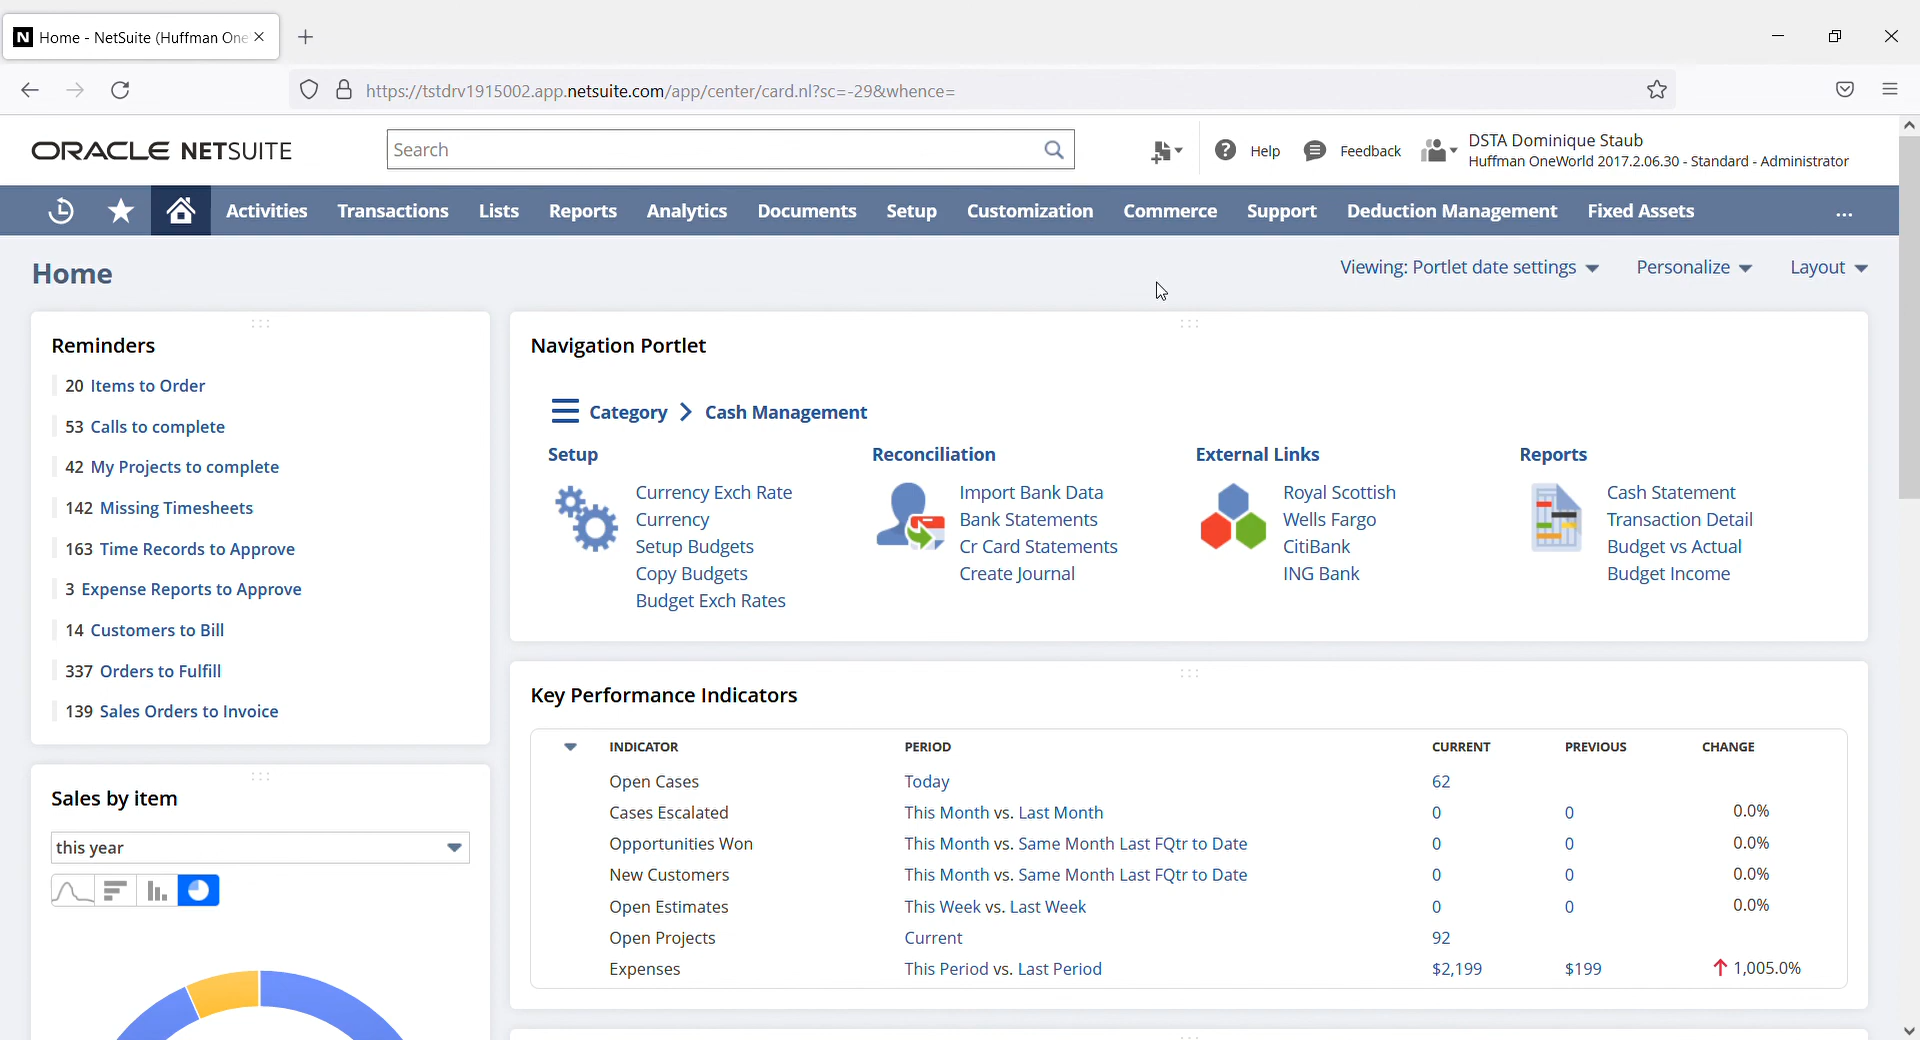 Home - NetSuite (Huffman One
https://tstdrv1915002.app.netsuite.com/app/center/card.nl?sc=-29&whence=
ORACLE NETSUITE
Search
Help
Feedback
DSTA Dominique Staub
Huffman OneWorld 2017.2.06.30 - Standard - Administrator
Activities Transactions Lists Reports Analytics Documents Setup Customization Commerce Support Deduction Management Fixed Assets ...
Home
Viewing: Portlet date settings Personalize Layout
Reminders
20 Items to Order
53 Calls to complete
42 My Projects to complete
142 Missing Timesheets
163 Time Records to Approve
3 Expense Reports to Approve
14 Customers to Bill
337 Orders to Fulfill
139 Sales Orders to Invoice
Sales by item
this year
Navigation Portlet
Category > Cash Management
Setup
Currency Exch Rate
Currency
Setup Budgets
Copy Budgets
Budget Exch Rates
Reconciliation
Import Bank Data
Bank Statements
Cr Card Statements
Create Journal
External Links
Royal Scottish
Wells Fargo
CitiBank
ING Bank
Reports
Cash Statement
Transaction Detail
Budget vs Actual
Budget Income
Key Performance Indicators
INDICATOR PERIOD CURRENT PREVIOUS CHANGE
Open Cases Today 62
Cases Escalated This Month vs. Last Month 0 0 0.0%
Opportunities Won This Month vs. Same Month Last FQtr to Date 0 0 0.0%
New Customers This Month vs. Same Month Last FQtr to Date 0 0 0.0%
Open Estimates This Week vs. Last Week 0 0 0.0%
Open Projects Current 92
Expenses This Period vs. Last Period $2,199 $199 1,005.0%